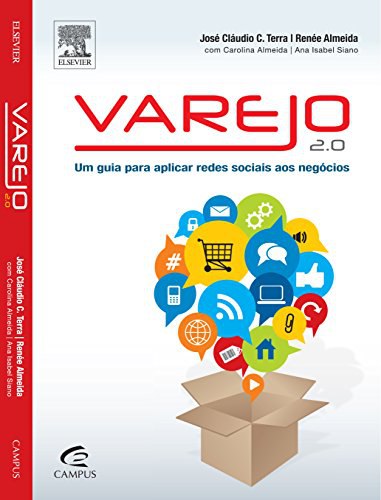 ELSEVIER
VAREJO
2.0
José Cláudio C. Terra | Renée Almeida
com Carolina Almeida | Ana Isabel Siano
CAMPUS
ELSEVIER
José Cláudio C. Terra | Renée Almeida
com Carolina Almeida | Ana Isabel Siano
VAREJO
2.0
Um guia para aplicar redes sociais aos negócios
CAMPUS